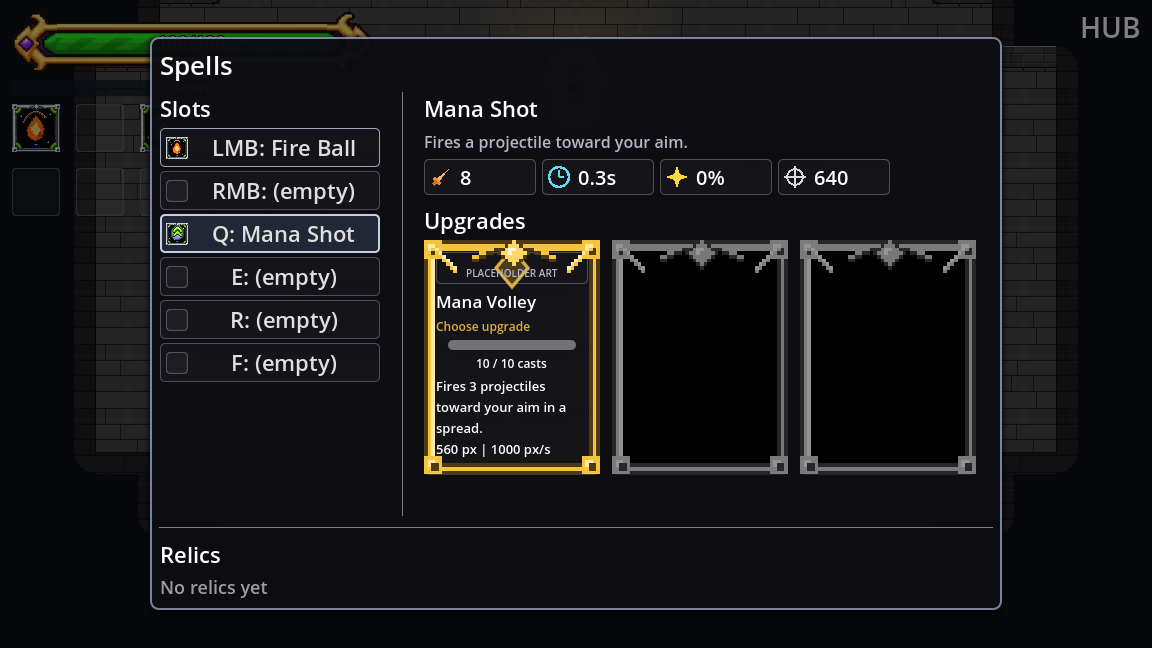 HUB
Spells
Slots
LMB: Fire Ball
RMB: (empty)
Q: Mana Shot
E: (empty)
R: (empty)
F: (empty)
Mana Shot
Fires a projectile toward your aim.
8
0.3s
0%
640
Upgrades
PLACEHOLDER ART
Mana Volley
Choose upgrade
10 / 10 casts
Fires 3 projectiles
toward your aim in a
spread.
560 px | 1000 px/s
Relics
No relics yet